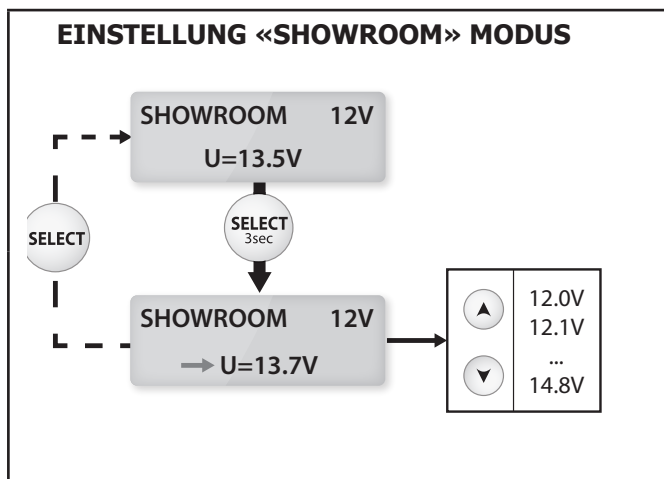 EINSTELLUNG «SHOWROOM» MODUS
SHOWROOM 12V
U=13.5V
SELECT
SELECT
3sec
SHOWROOM 12V
U=13.7V
12.0V
12.1V
...
14.8V